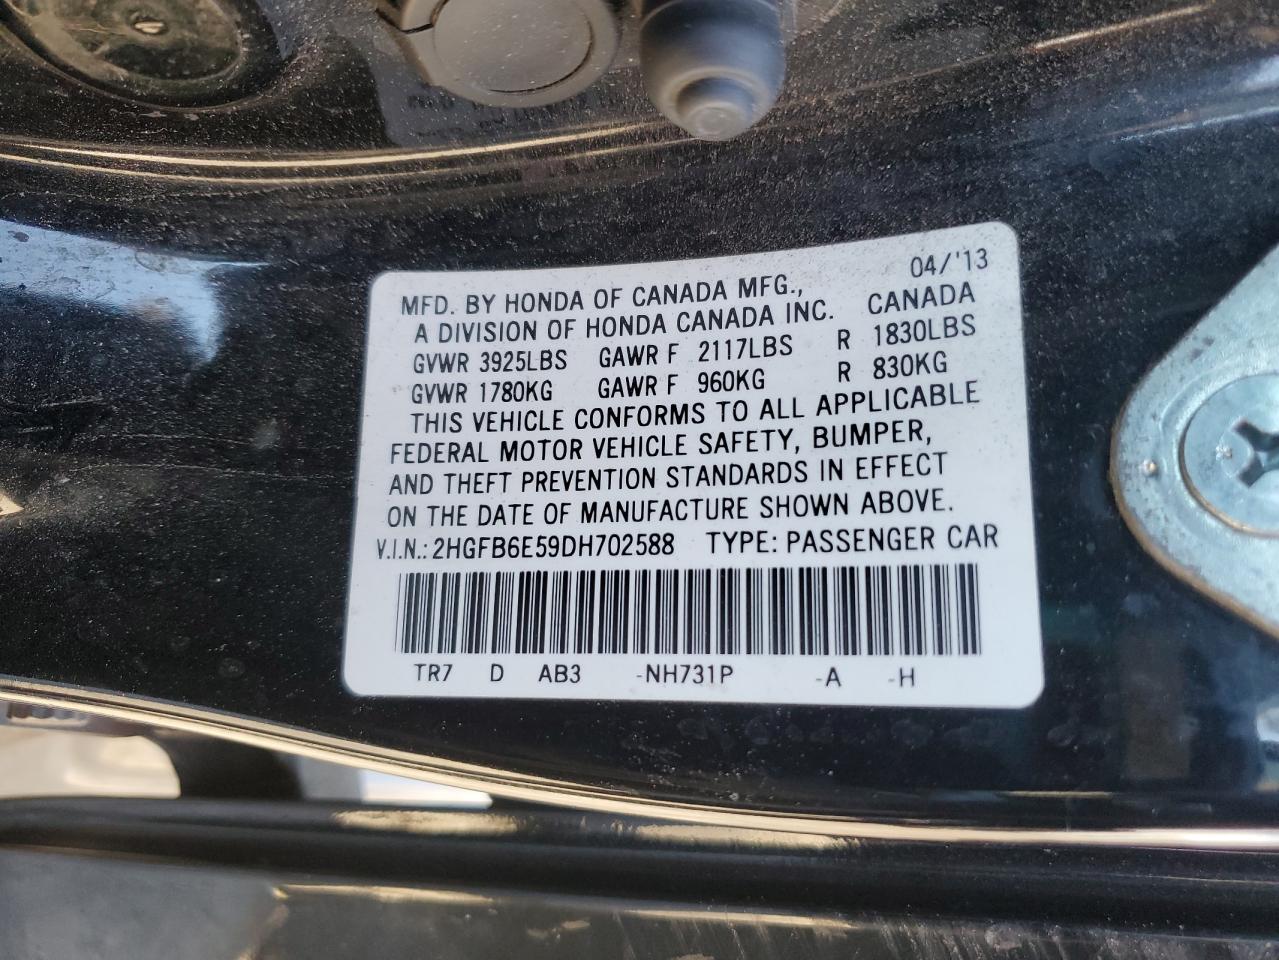 04/'13
MFD. BY HONDA OF CANADA MFG.,
A DIVISION OF HONDA CANADA INC. CANADA
GVWR 3925LBS GAWR F 2117LBS R 1830LBS
GVWR 1780KG GAWR F 960KG R 830KG
THIS VEHICLE CONFORMS TO ALL APPLICABLE
FEDERAL MOTOR VEHICLE SAFETY, BUMPER,
AND THEFT PREVENTION STANDARDS IN EFFECT
ON THE DATE OF MANUFACTURE SHOWN ABOVE.
V.I.N.: 2HGFB6E59DH702588 TYPE: PASSENGER CAR
TR7 D AB3 -NH731P -A -H